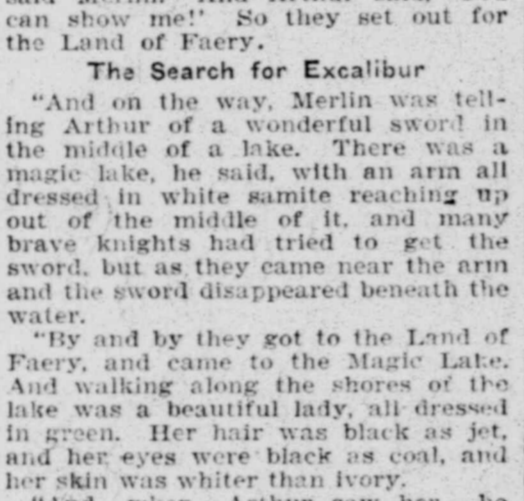 can show me!' So they set out for
the Land of Faery.
The Search for Excalibur
"And on the way, Merlin was tell-
ing Arthur of a wonderful sword in
the middle of a lake. There was a
magic lake, he said, with an arm all
dressed in white samite reaching up
out of the middle of it, and many
brave knights had tried to get the
sword, but as they came near the arm
and the sword disappeared beneath the
water.
"By and by they got to the Land of
Faery, and came to the Magic Lake.
And walking along the shores of the
lake was a beautiful lady, all dressed
in green. Her hair was black as jet,
and her eyes were black as coal, and
her skin was whiter than ivory.